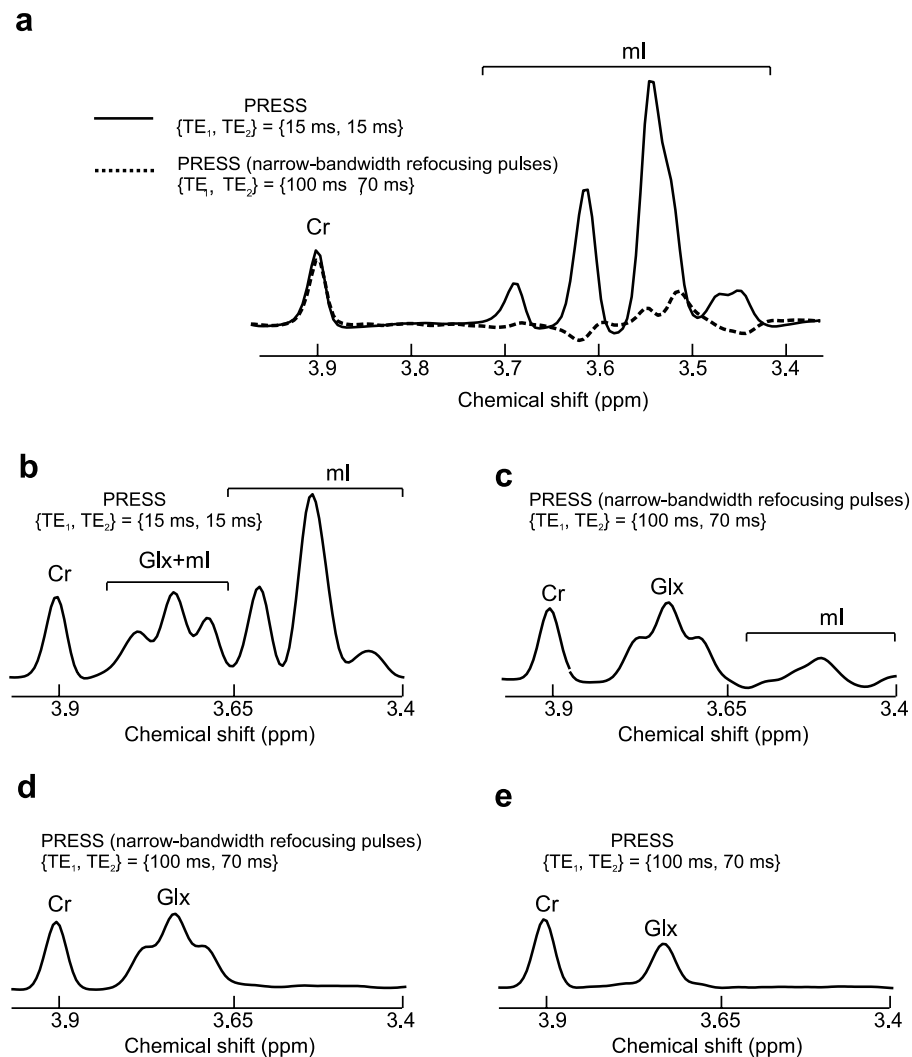 a
mI
PRESS
{TE₁, TE₂} = {15 ms, 15 ms}
PRESS (narrow-bandwidth refocusing pulses)
{TE₁, TE₂} = {100 ms, 70 ms}
Cr
3.9 3.8 3.7 3.6 3.5 3.4
Chemical shift (ppm)
b
mI
PRESS
{TE₁, TE₂} = {15 ms, 15 ms}
Glx+mI
Cr
3.9 3.65 3.4
Chemical shift (ppm)
c
PRESS (narrow-bandwidth refocusing pulses)
{TE₁, TE₂} = {100 ms, 70 ms}
Cr
Glx
mI
3.9 3.65 3.4
Chemical shift (ppm)
d
PRESS (narrow-bandwidth refocusing pulses)
{TE₁, TE₂} = {100 ms, 70 ms}
Cr
Glx
3.9 3.65 3.4
Chemical shift (ppm)
e
PRESS
{TE₁, TE₂} = {100 ms, 70 ms}
Cr
Glx
3.9 3.65 3.4
Chemical shift (ppm)